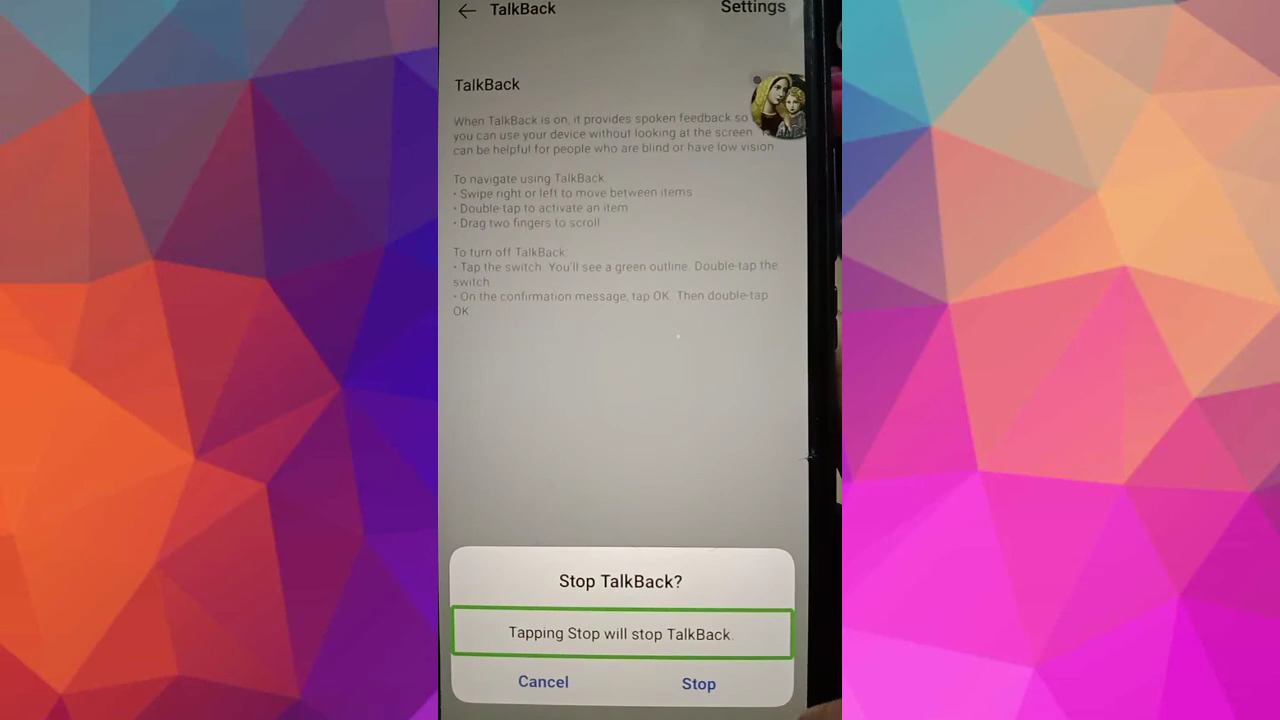 TalkBack
Settings
TalkBack
When TalkBack is on, it provides spoken feedback so
you can use your device without looking at the screen
can be helpful for people who are blind or have low vision
To navigate using TalkBack
• Swipe right or left to move between items
• Double-tap to activate an item
• Drag two fingers to scroll
To turn off TalkBack:
• Tap the switch. You'll see a green outline. Double-tap the
switch
• On the confirmation message, tap OK. Then double-tap
OK
Stop TalkBack?
Tapping Stop will stop TalkBack.
Cancel
Stop